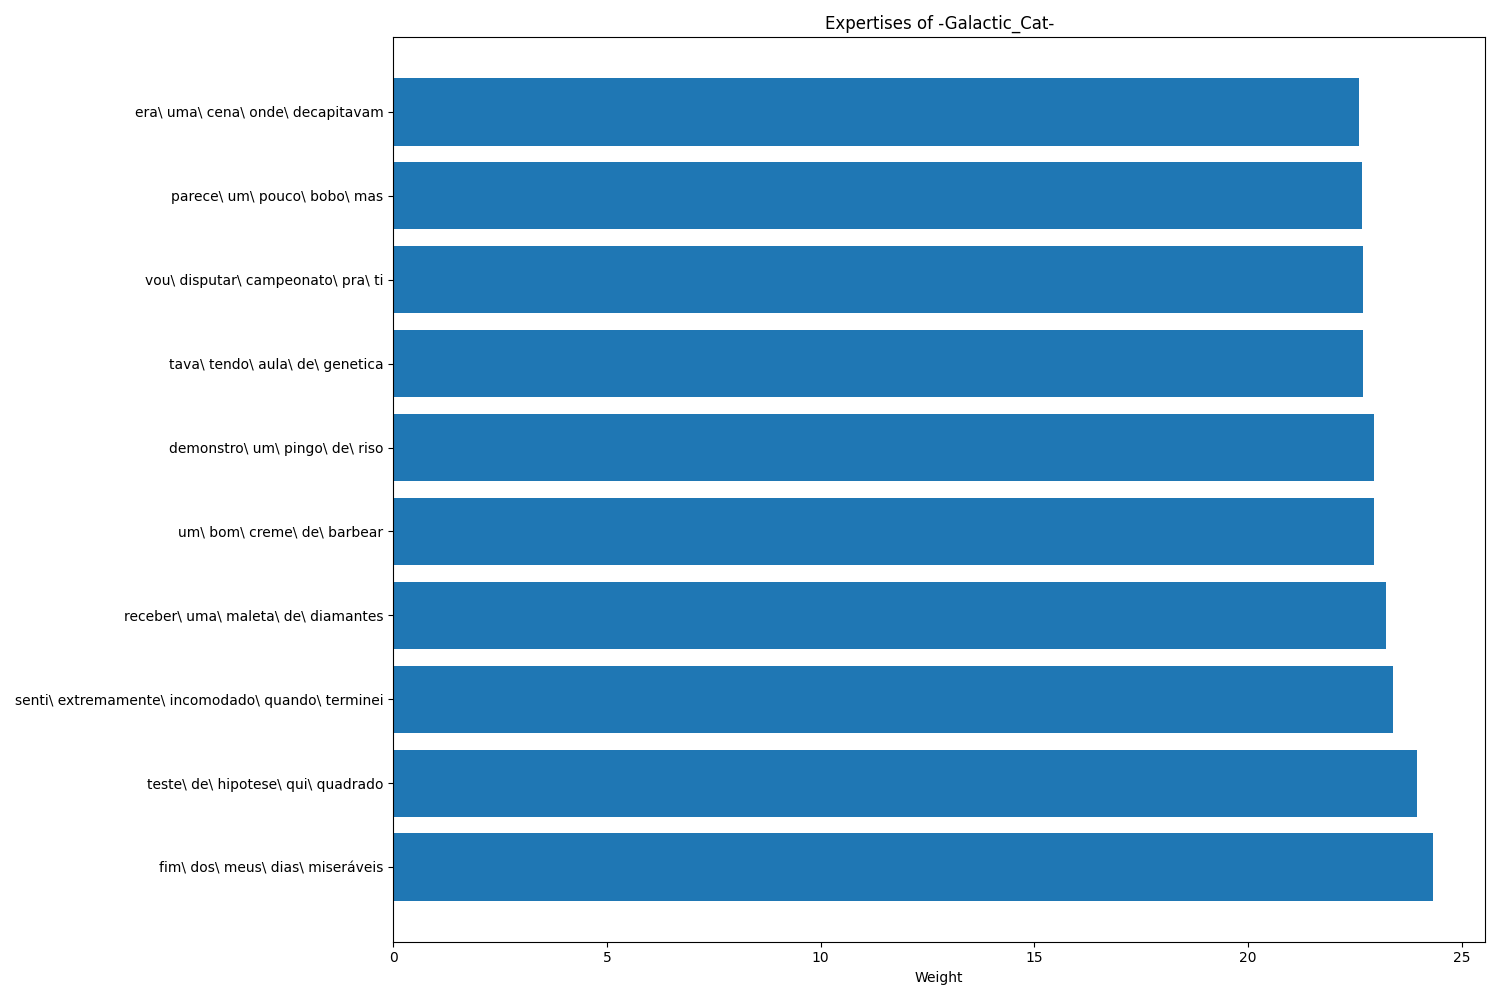 Expertises of -Galactic_Cat-
era\ uma\ cena\ onde\ decapitavam
parece\ um\ pouco\ bobo\ mas
vou\ disputar\ campeonato\ pra\ ti
tava\ tendo\ aula\ de\ genetica
demonstro\ um\ pingo\ de\ riso
um\ bom\ creme\ de\ barbear
receber\ uma\ maleta\ de\ diamantes
senti\ extremamente\ incomodado\ quando\ terminei
teste\ de\ hipotese\ qui\ quadrado
fim\ dos\ meus\ dias\ miseráveis
0 5 10 15 20 25
Weight